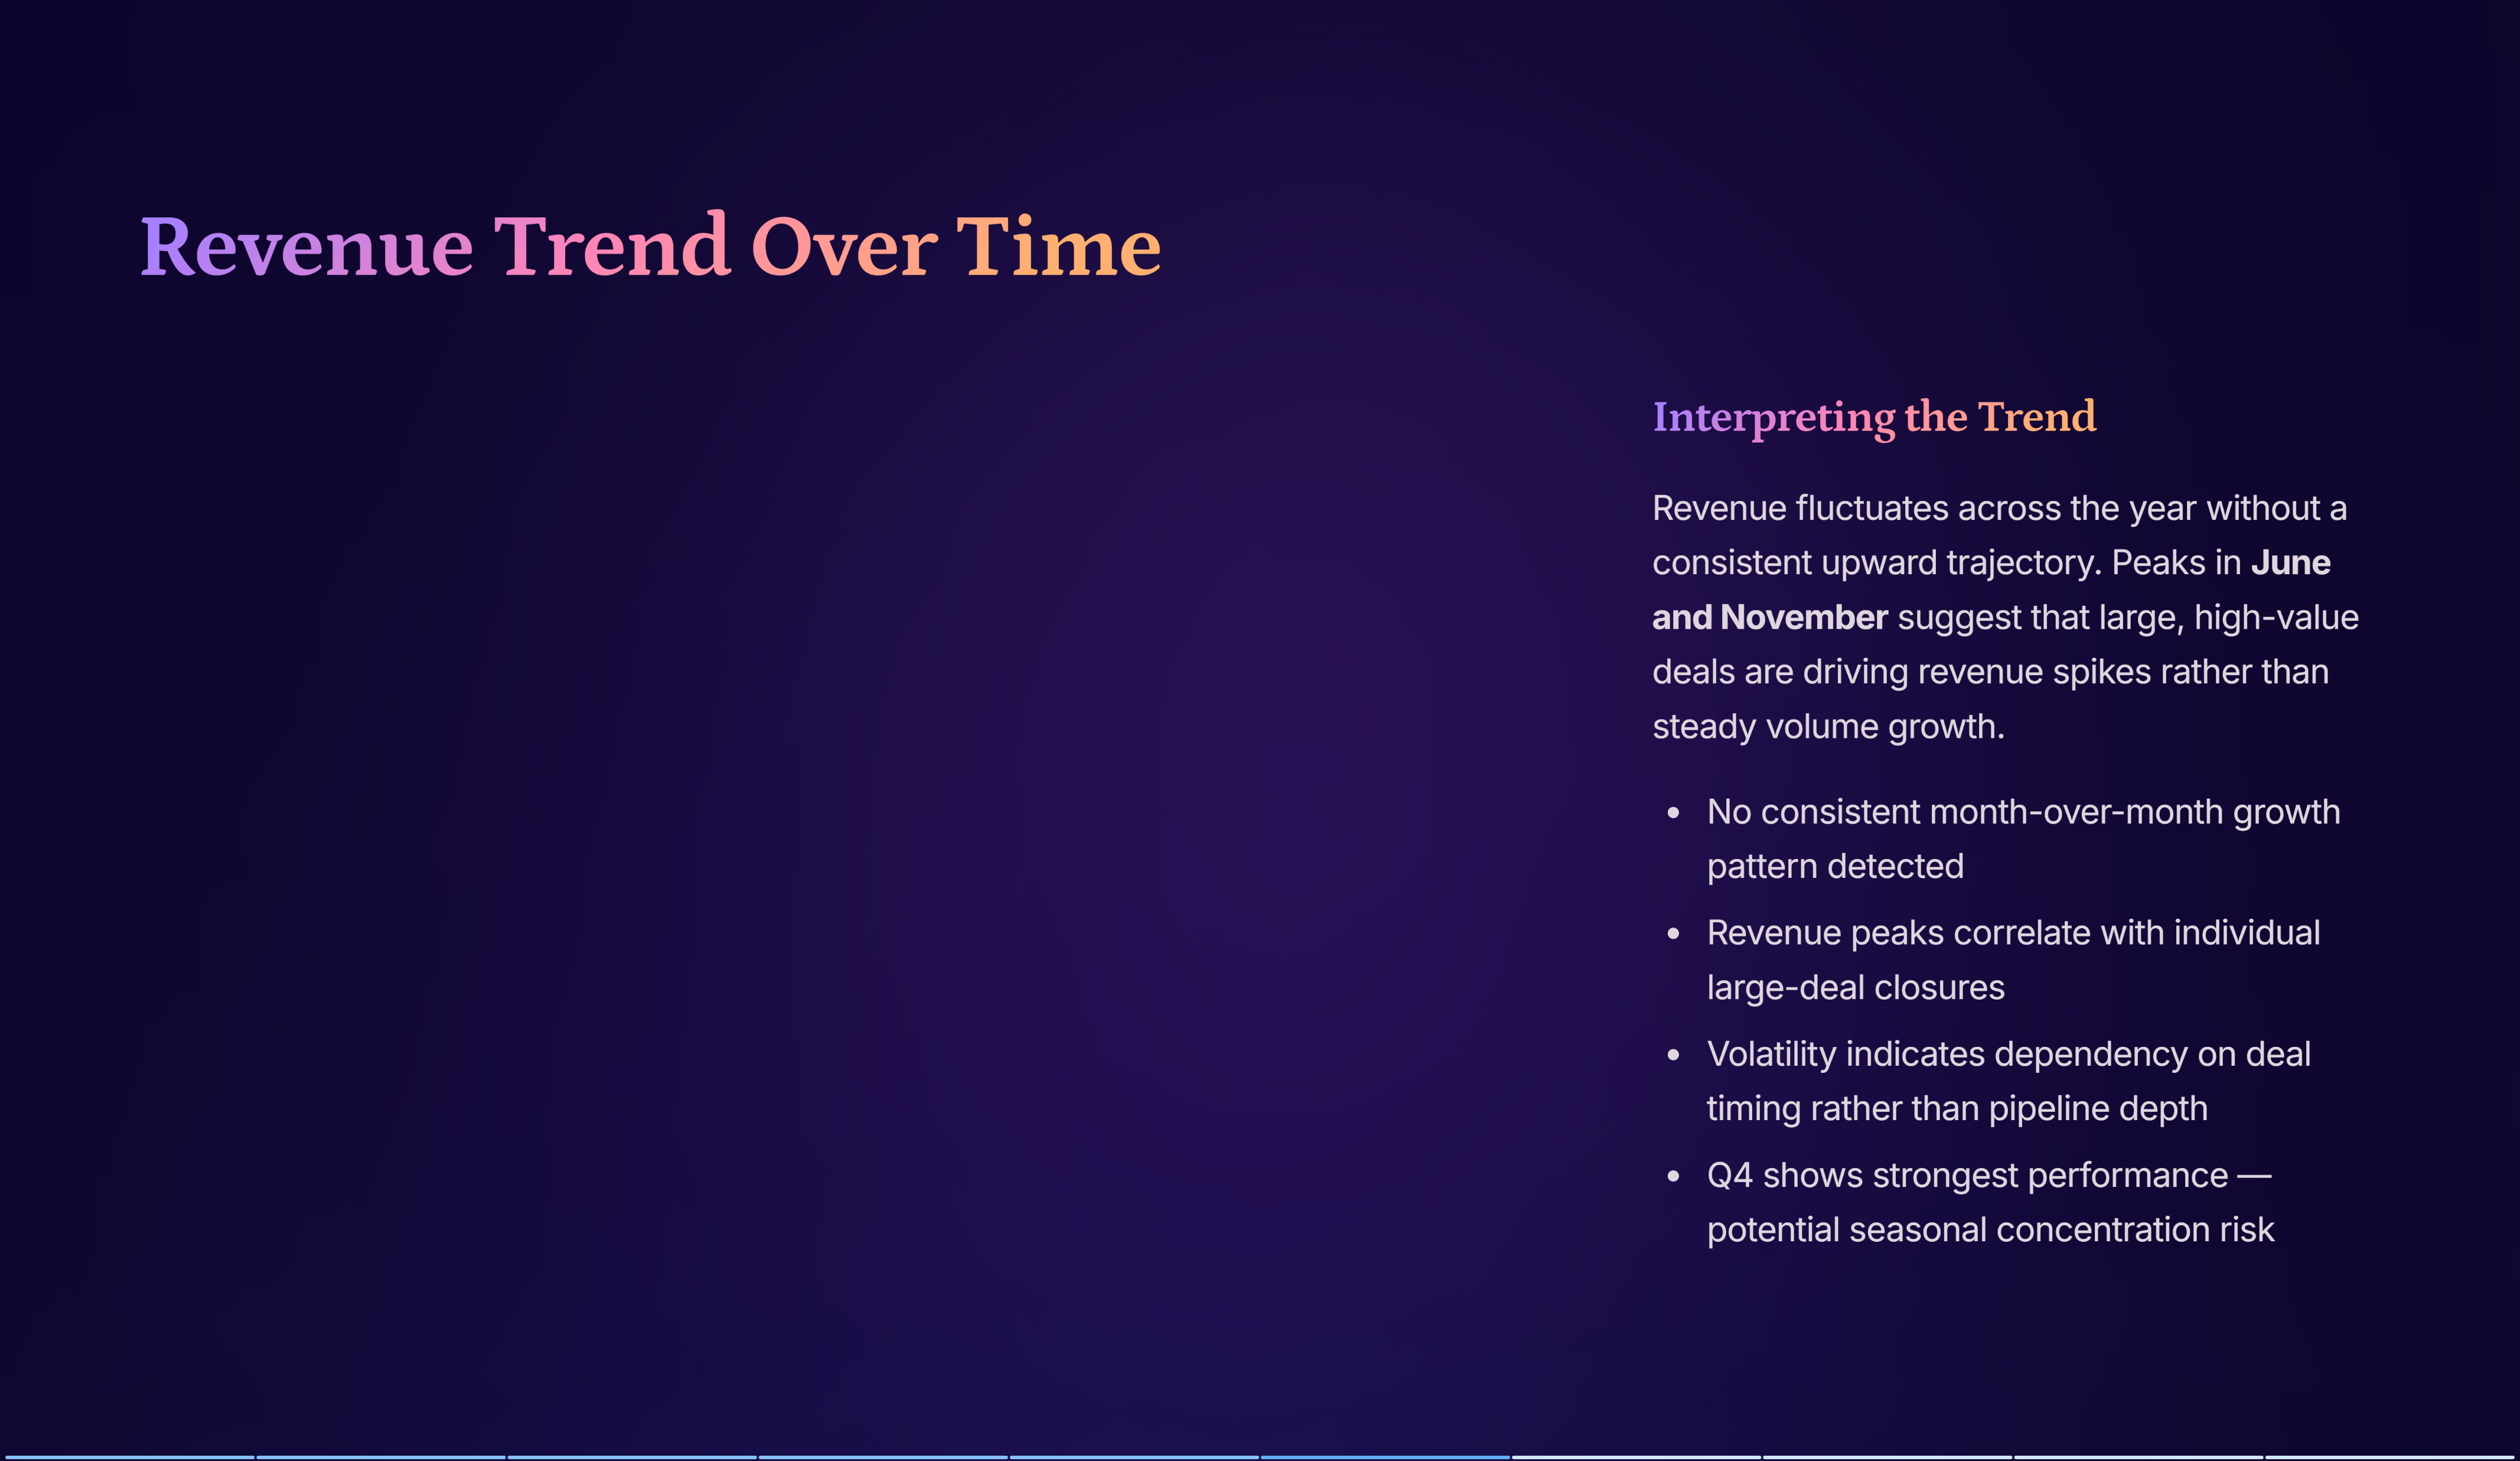 Revenue Trend Over Time
Interpreting the Trend
Revenue fluctuates across the year without a
consistent upward trajectory. Peaks in June
and November suggest that large, high-value
deals are driving revenue spikes rather than
steady volume growth.
• No consistent month-over-month growth
pattern detected
• Revenue peaks correlate with individual
large-deal closures
• Volatility indicates dependency on deal
timing rather than pipeline depth
• Q4 shows strongest performance —
potential seasonal concentration risk